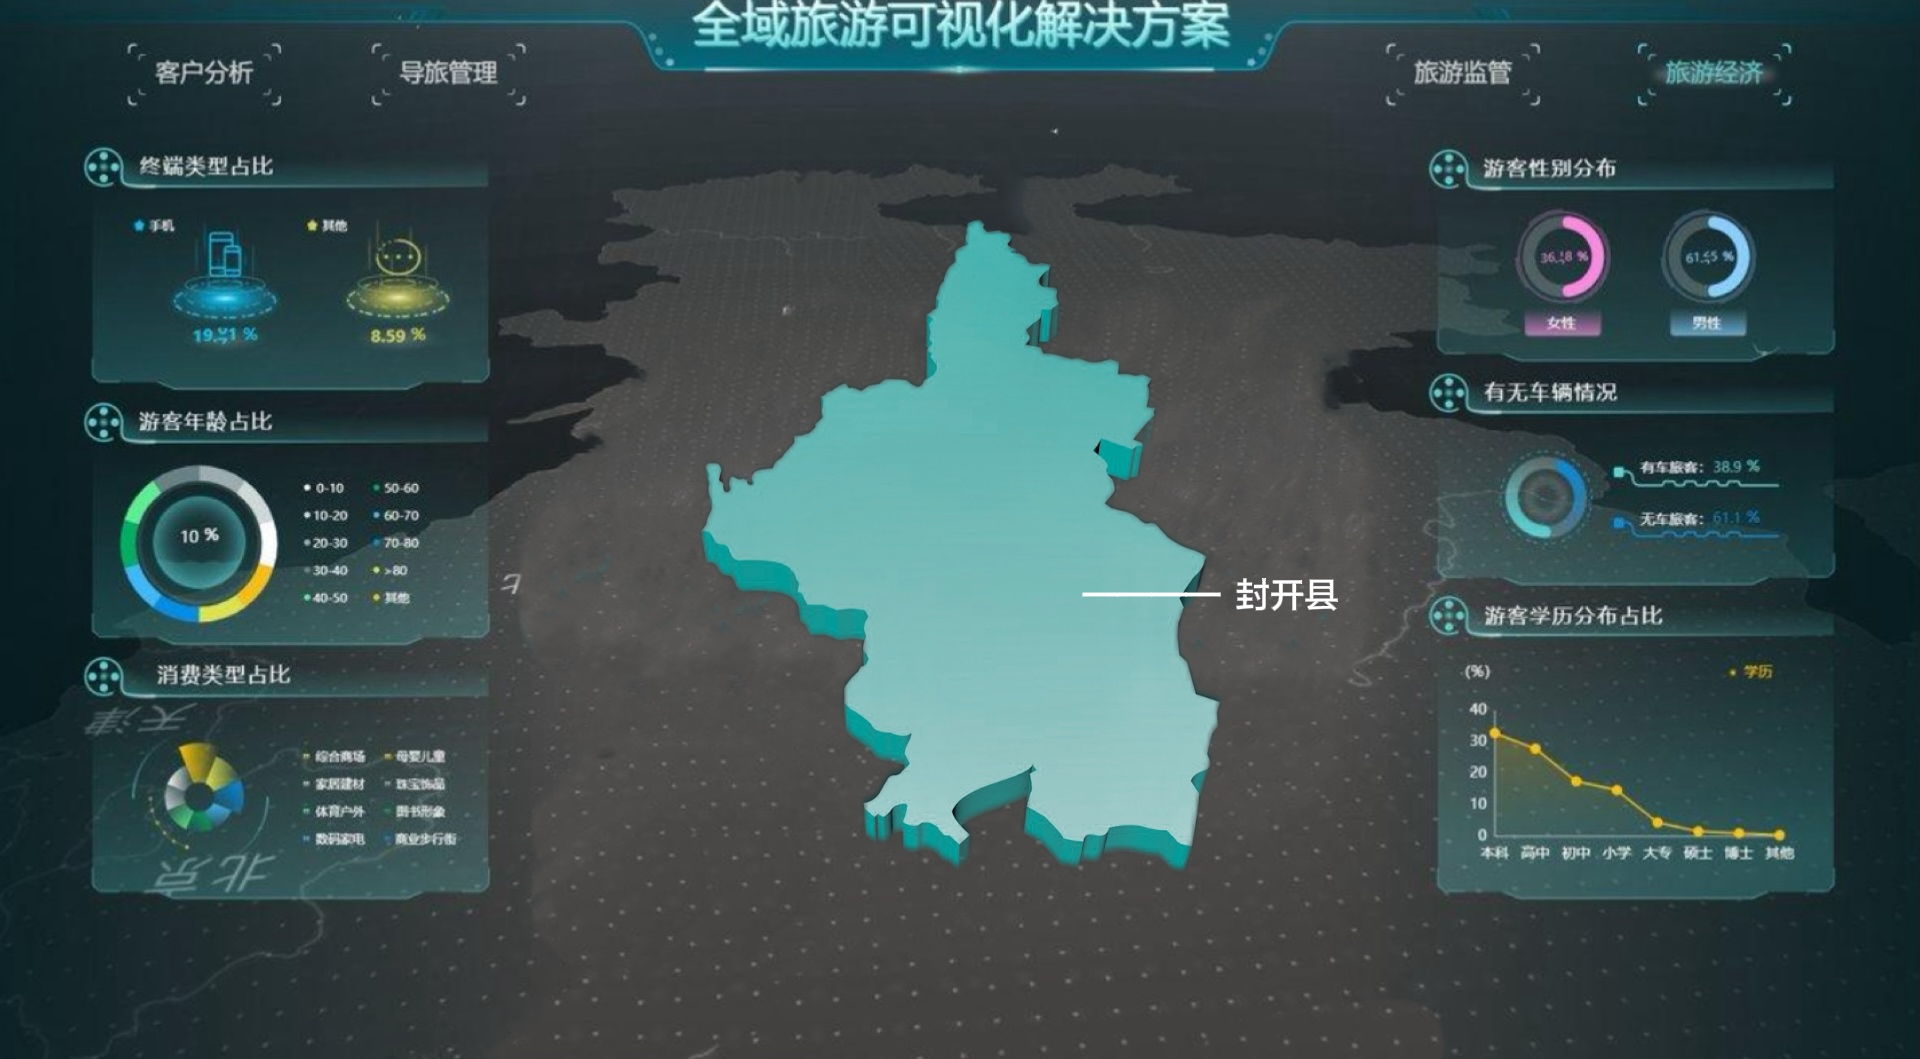 全域旅游可视化解决方案
客户分析
导旅管理
旅游监管
旅游经济
终端类型占比
手机
其他
8.59 %
游客年龄占比
10 %
0-10
50-60
10-20
60-70
20-30
70-80
30-40
>80
40-50
其他
消费类型占比
综合商场
母婴儿童
家居建材
珠宝饰品
体育户外
图书形象
数码家电
商业步行街
天津
北京
封开县
游客性别分布
女性
男性
有无车辆情况
有车旅客：38.9 %
无车旅客：61.1 %
游客学历分布占比
(%)
学历
40
30
20
10
0
本科 高中 初中 小学 大专 硕士 博士 其他